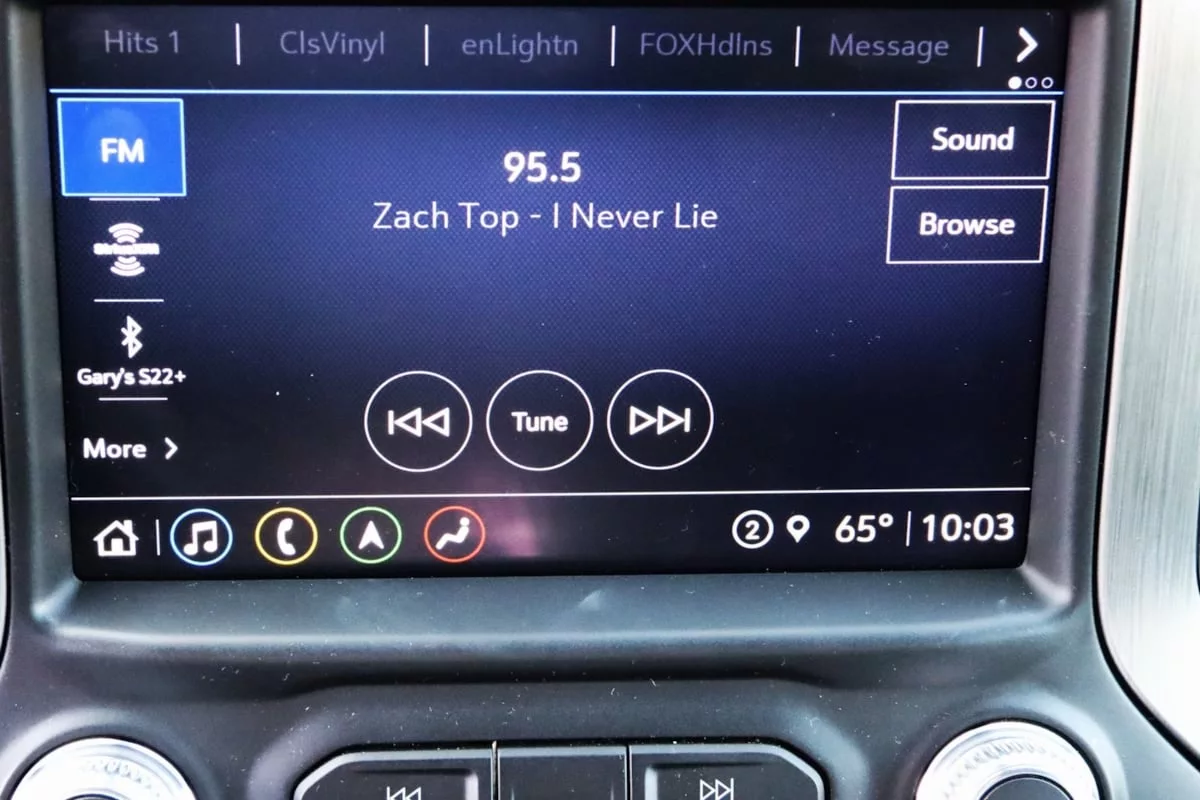 Hits 1 | ClsVinyl | enLightn | FOXHdlns | Message
FM
95.5
Zach Top - I Never Lie
Sound
Browse
SiriusXM
Gary's S22+
More
Tune
2 65° 10:03